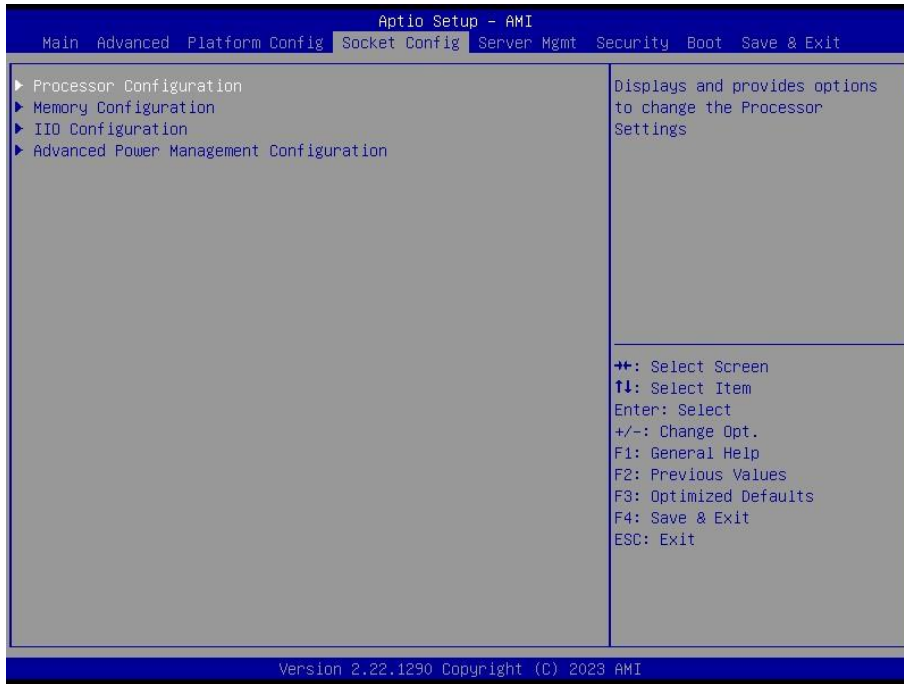 Aptio Setup – AMI
Main Advanced Platform Config Socket Config Server Mgmt Security Boot Save & Exit
▶ Processor Configuration
▶ Memory Configuration
▶ IIO Configuration
▶ Advanced Power Management Configuration
Displays and provides options
to change the Processor
Settings
→←: Select Screen
↑↓: Select Item
Enter: Select
+/-: Change Opt.
F1: General Help
F2: Previous Values
F3: Optimized Defaults
F4: Save & Exit
ESC: Exit
Version 2.22.1290 Copyright (C) 2023 AMI